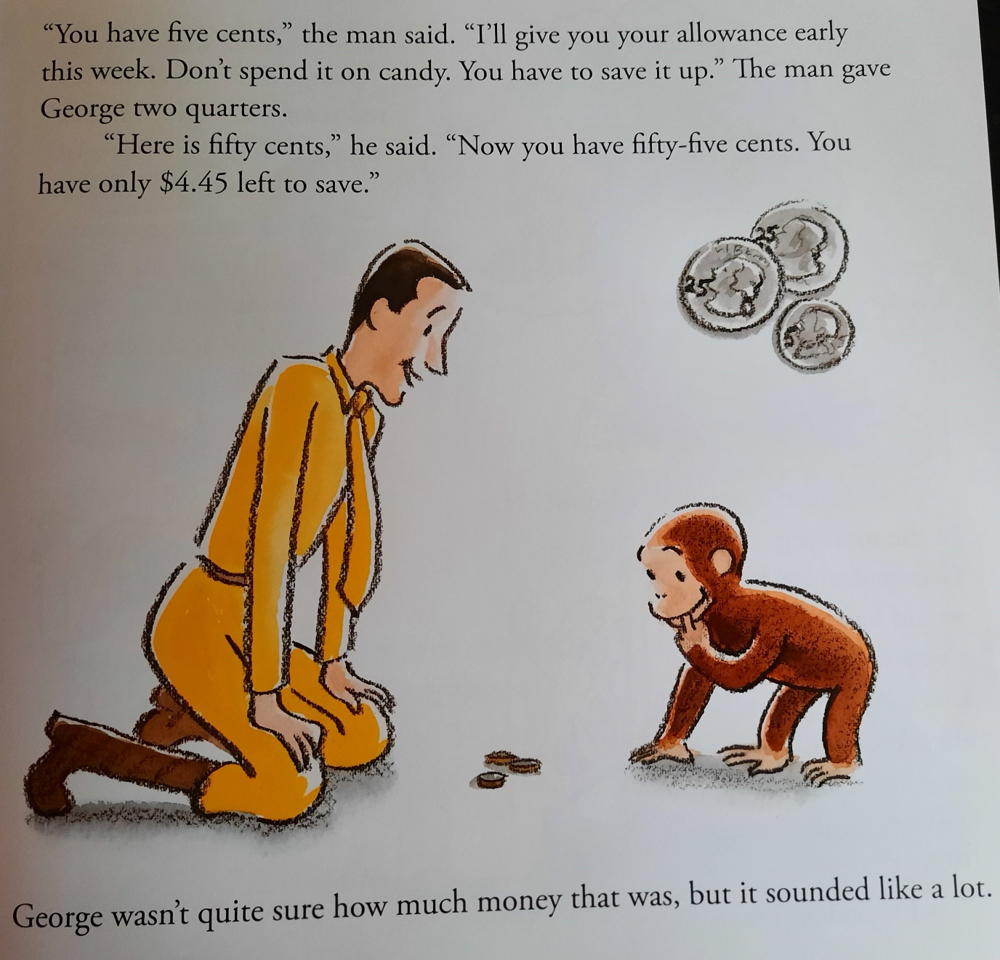 “You have five cents,” the man said. “I’ll give you your allowance early
this week. Don’t spend it on candy. You have to save it up.” The man gave
George two quarters.
“Here is fifty cents,” he said. “Now you have fifty-five cents. You
have only $4.45 left to save.”
25
LIBERTY
25
5
George wasn’t quite sure how much money that was, but it sounded like a lot.